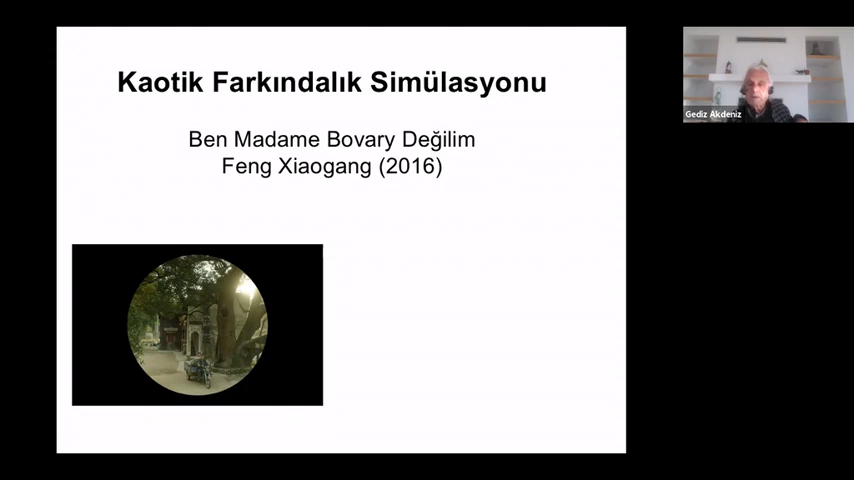 Kaotik Farkındalık Simülasyonu
Ben Madame Bovary Değilim
Feng Xiaogang (2016)
Gediz Akdeniz